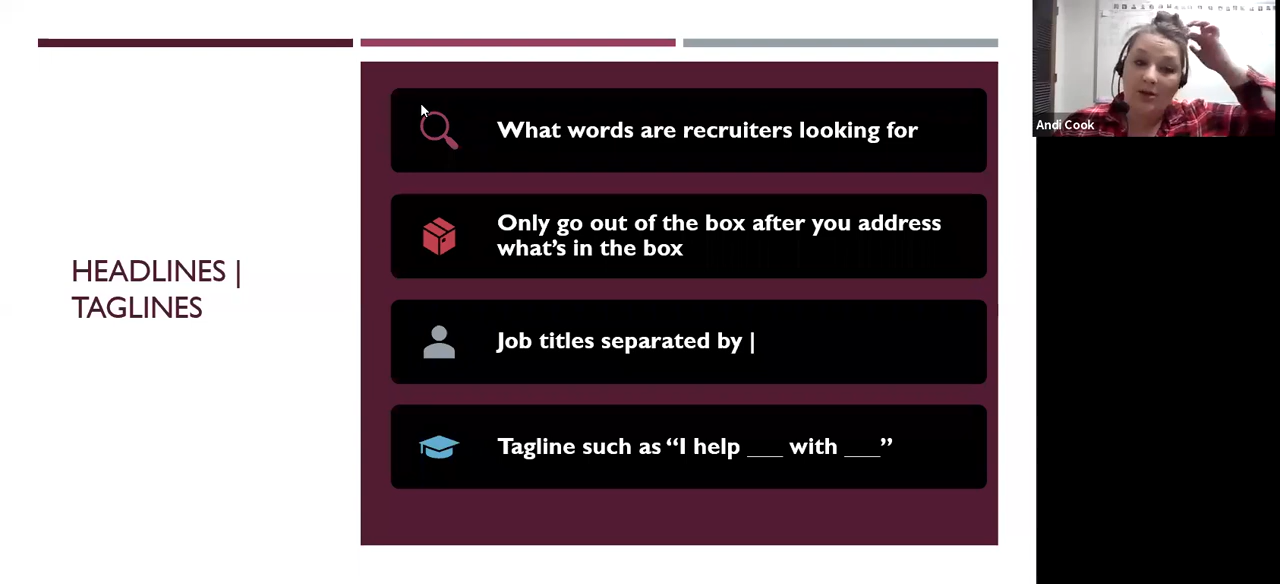 HEADLINES |
TAGLINES
What words are recruiters looking for
Only go out of the box after you address
what’s in the box
Job titles separated by |
Tagline such as “I help ___ with ___”
Andi Cook